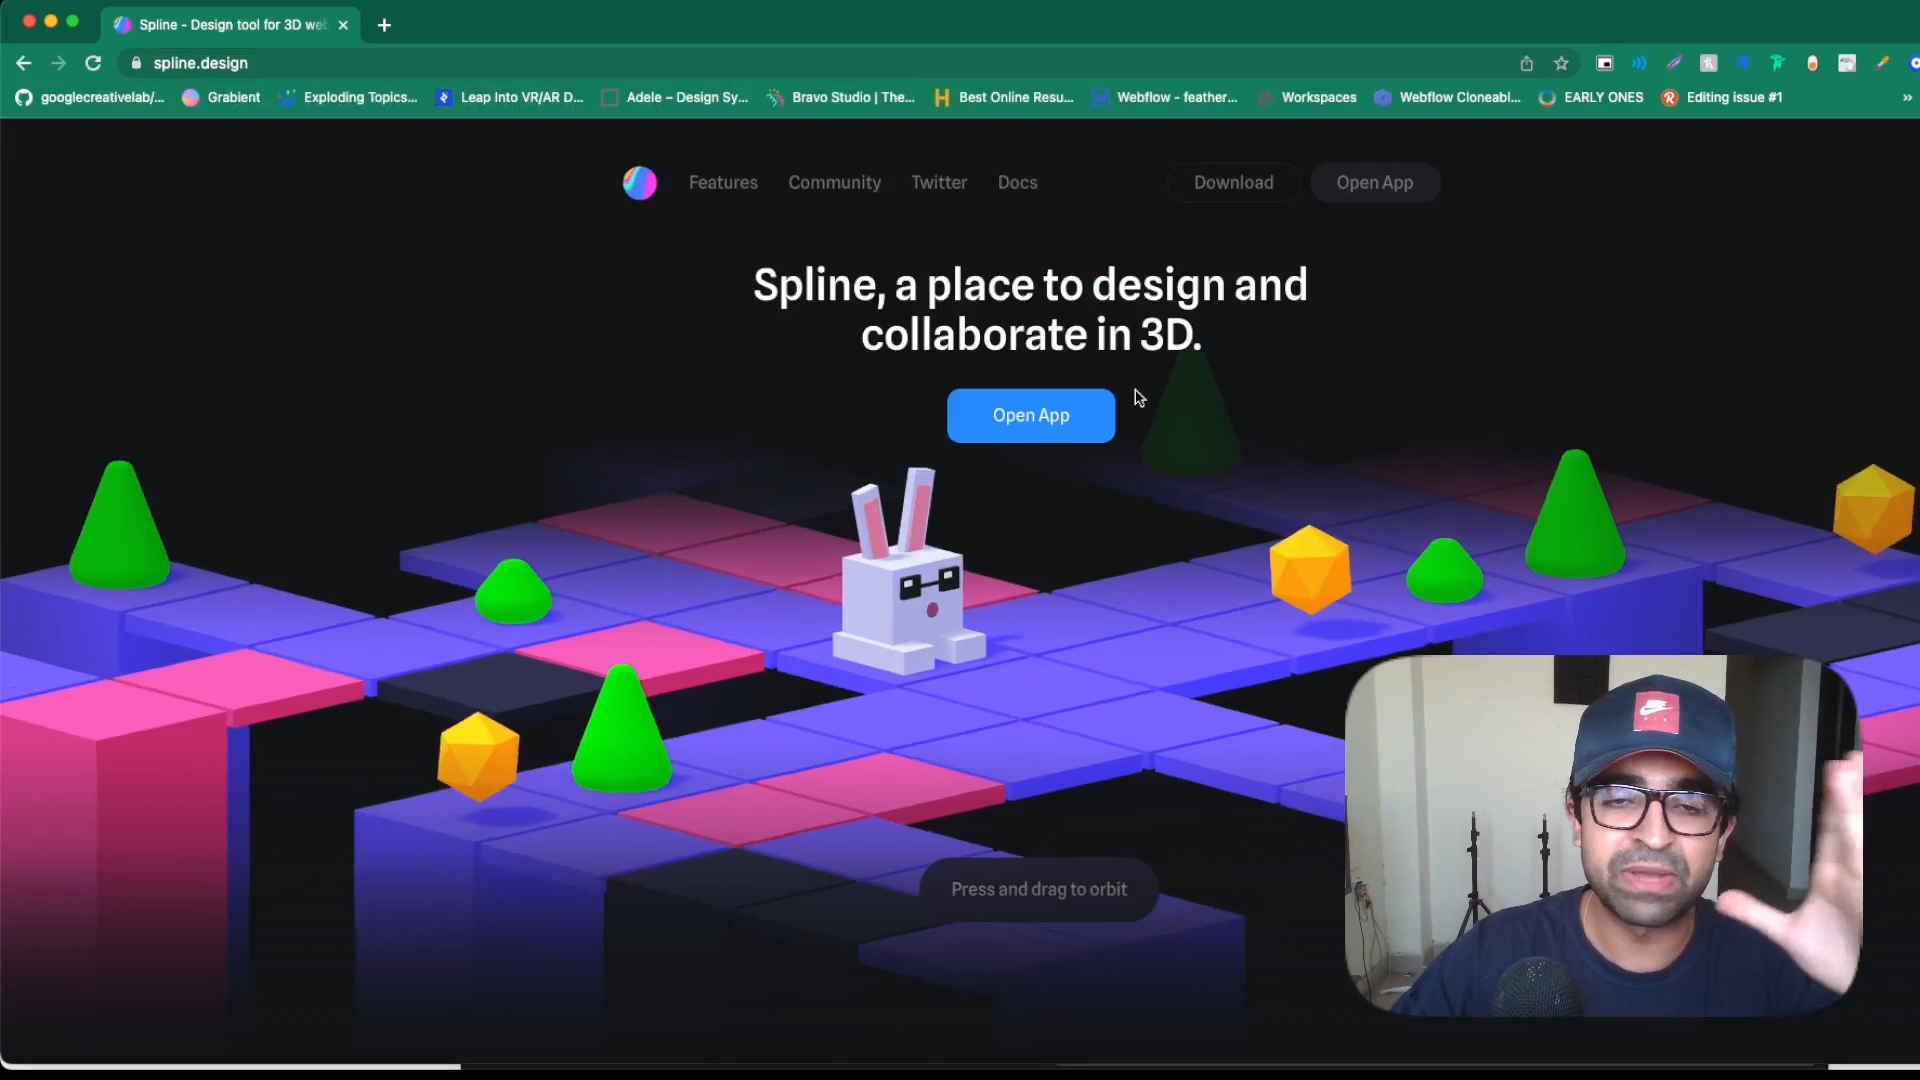 Spline - Design tool for 3D web
spline.design
googlecreativelab/...
Grabient
Exploding Topics...
Leap Into VR/AR D...
Adele – Design Sy...
Bravo Studio | The...
Best Online Resu...
Webflow - feather...
Workspaces
Webflow Cloneabl...
EARLY ONES
Editing issue #1
Features
Community
Twitter
Docs
Download
Open App
Spline, a place to design and
collaborate in 3D.
Open App
Press and drag to orbit